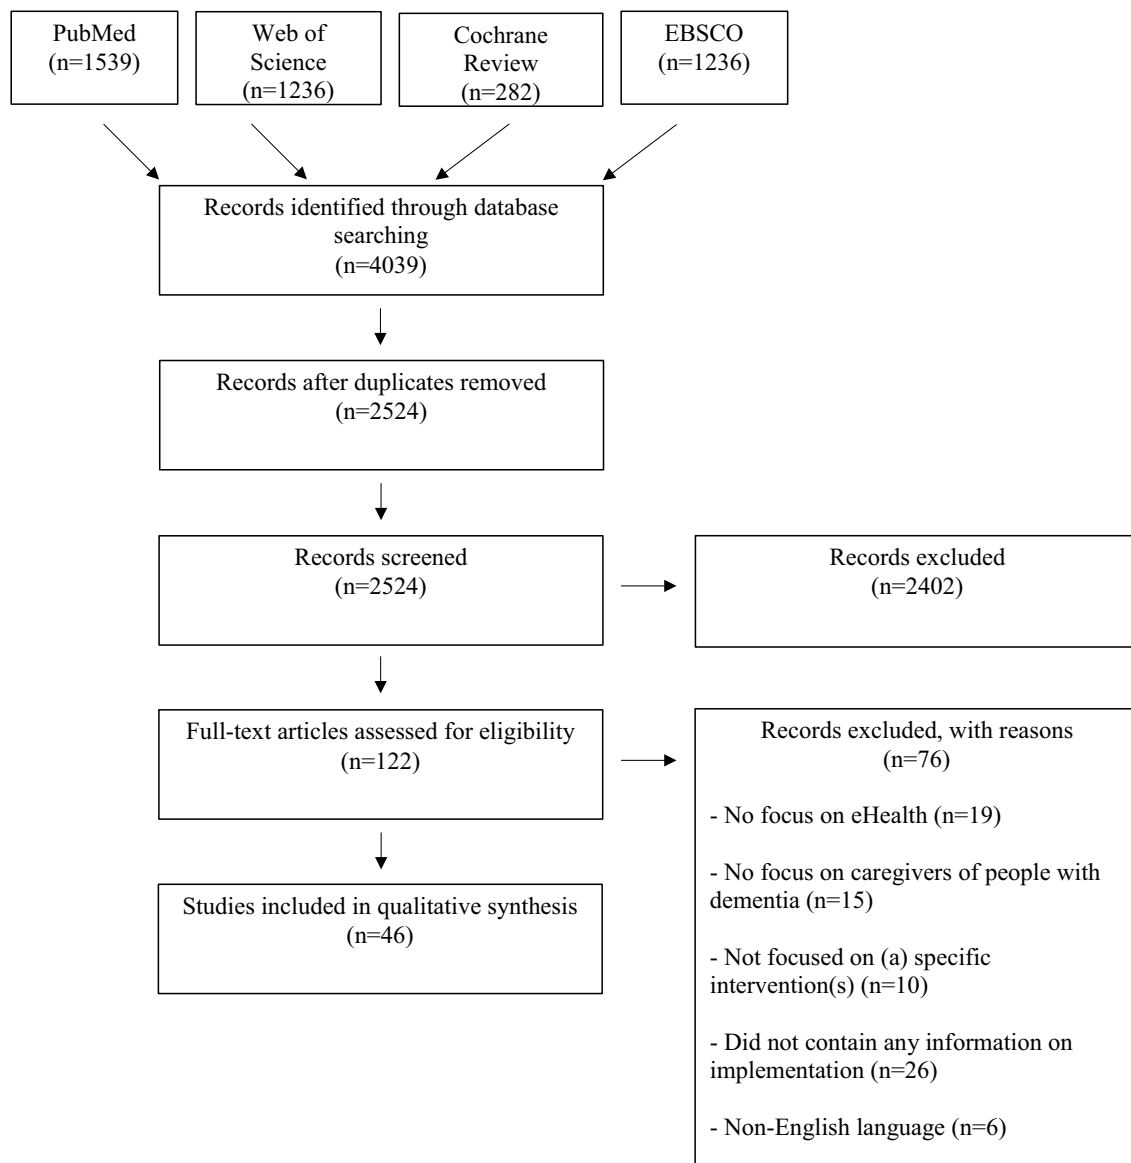 PubMed
(n=1539)
Web of
Science
(n=1236)
Cochrane
Review
(n=282)
EBSCO
(n=1236)
Records identified through database
searching
(n=4039)
Records after duplicates removed
(n=2524)
Records screened
(n=2524)
Records excluded
(n=2402)
Full-text articles assessed for eligibility
(n=122)
Records excluded, with reasons
(n=76)
- No focus on eHealth (n=19)
- No focus on caregivers of people with
dementia (n=15)
- Not focused on (a) specific
intervention(s) (n=10)
- Did not contain any information on
implementation (n=26)
- Non-English language (n=6)
Studies included in qualitative synthesis
(n=46)